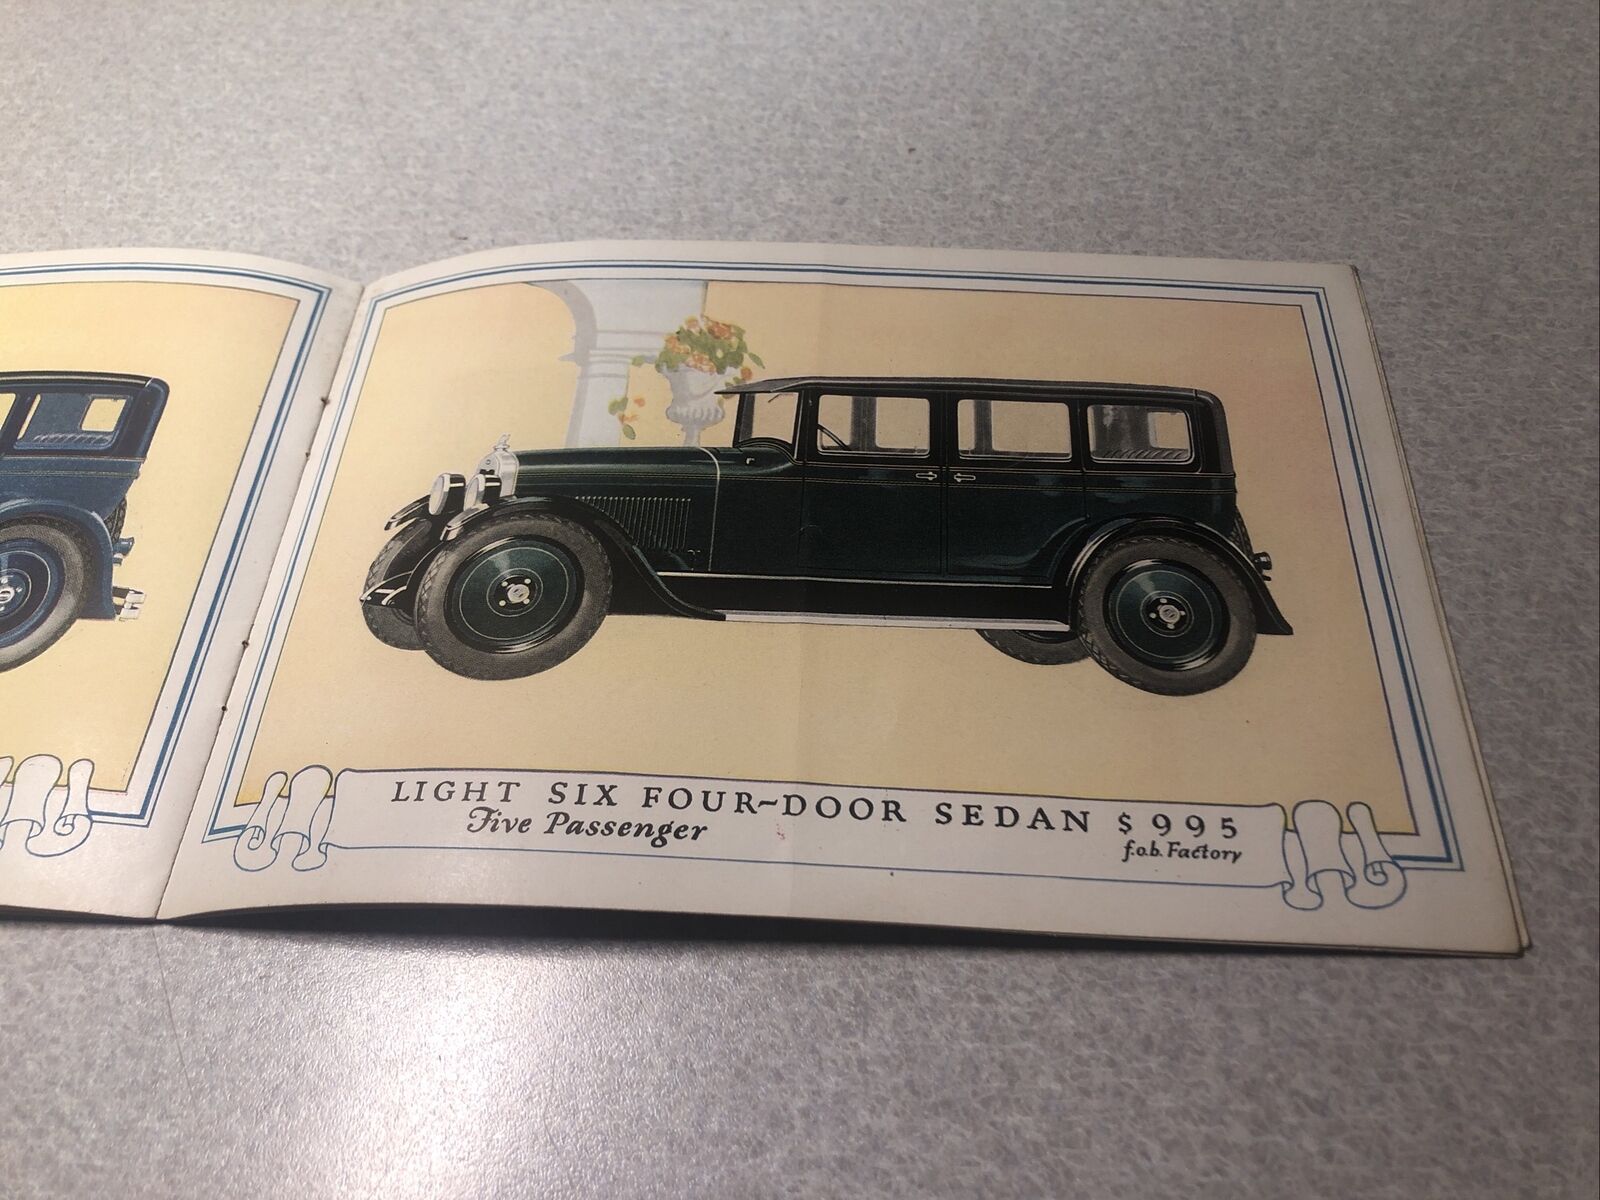 LIGHT SIX FOUR-DOOR SEDAN $995
Five Passenger
f.o.b. Factory